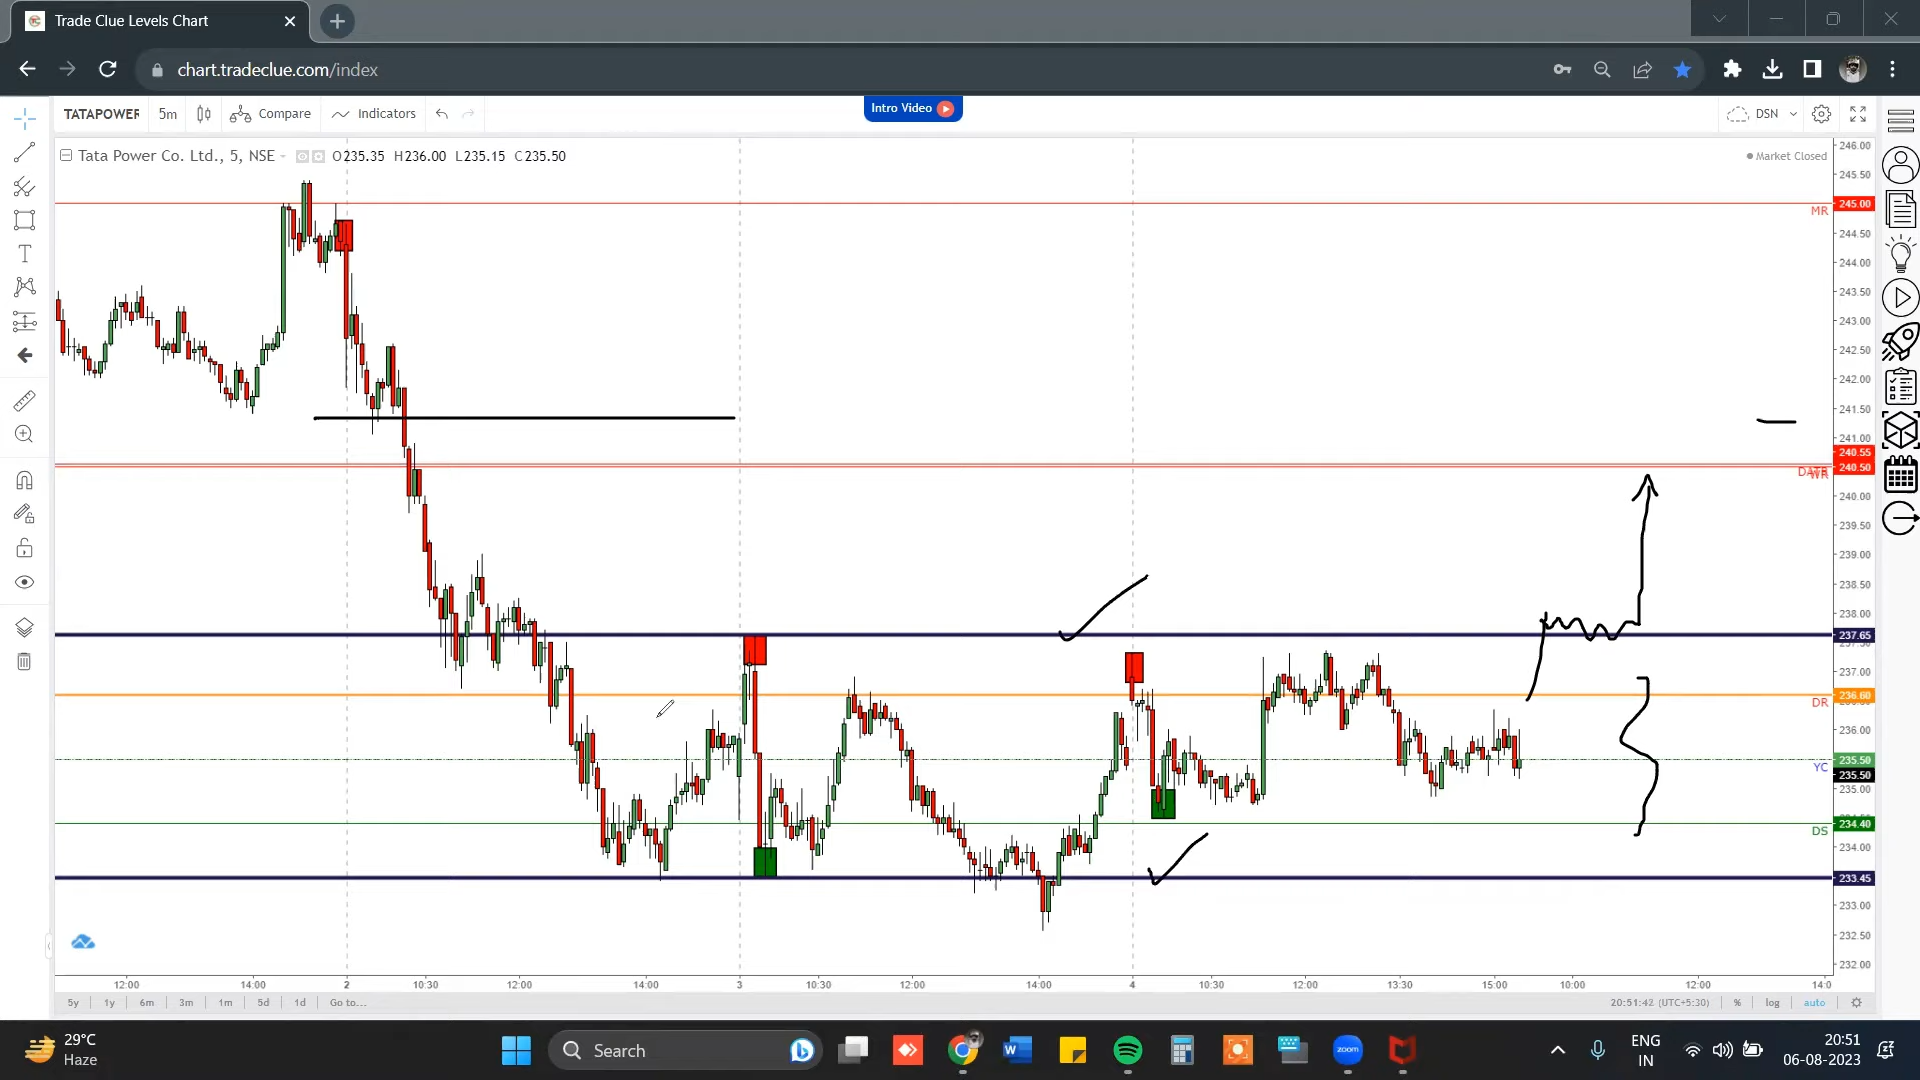 Trade Clue Levels Chart
chart.tradeclue.com/index
TATAPOWER 5m Compare Indicators Intro Video DSN
Tata Power Co. Ltd., 5, NSE O235.35 H236.00 L235.15 C235.50
Market Closed
246.00
245.50
245.00
MR
244.50
244.00
243.50
243.00
242.50
242.00
241.50
241.00
240.55
240.50
240.00
239.50
239.00
238.50
238.00
237.65
237.00
236.60
DR
236.00
235.50
YC
235.50
235.00
234.40
DS
234.00
233.45
233.00
232.50
232.00
12:00 14:00 2 10:30 12:00 14:00 3 10:30 12:00 14:00 4 10:30 12:00 13:30 15:00 10:00 12:00 14:0
5y 1y 6m 3m 1m 5d 1d Go to... 20:51:42 (UTC+5:30) % log auto
29°C
Haze
Search
W
zoom
ENG
IN
20:51
06-08-2023